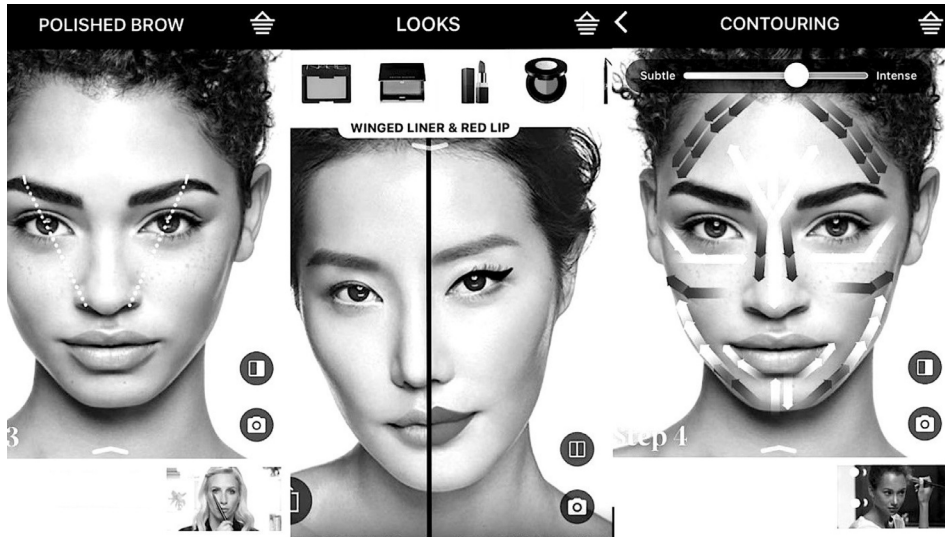 POLISHED BROW
3
LOOKS
WINGED LINER & RED LIP
CONTOURING
Subtle
Intense
Step 4